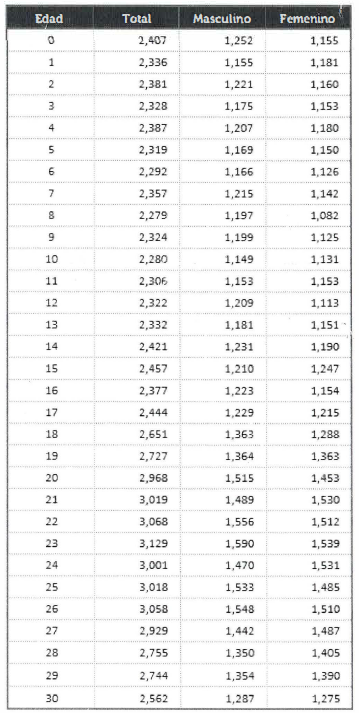 Edad Total Masculino Femenino
0 2,407 1,252 1,155
1 2,336 1,155 1,181
2 2,381 1,221 1,160
3 2,328 1,175 1,153
4 2,387 1,207 1,180
5 2,319 1,169 1,150
6 2,292 1,166 1,126
7 2,357 1,215 1,142
8 2,279 1,197 1,082
9 2,324 1,199 1,125
10 2,280 1,149 1,131
11 2,306 1,153 1,153
12 2,322 1,209 1,113
13 2,332 1,181 1,151
14 2,421 1,231 1,190
15 2,457 1,210 1,247
16 2,377 1,223 1,154
17 2,444 1,229 1,215
18 2,651 1,363 1,288
19 2,727 1,364 1,363
20 2,968 1,515 1,453
21 3,019 1,489 1,530
22 3,068 1,556 1,512
23 3,129 1,590 1,539
24 3,001 1,470 1,531
25 3,018 1,533 1,485
26 3,058 1,548 1,510
27 2,929 1,442 1,487
28 2,755 1,350 1,405
29 2,744 1,354 1,390
30 2,562 1,287 1,275